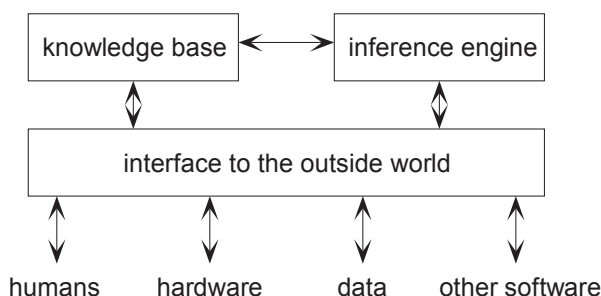 knowledge base
inference engine
interface to the outside world
humans
hardware
data
other software